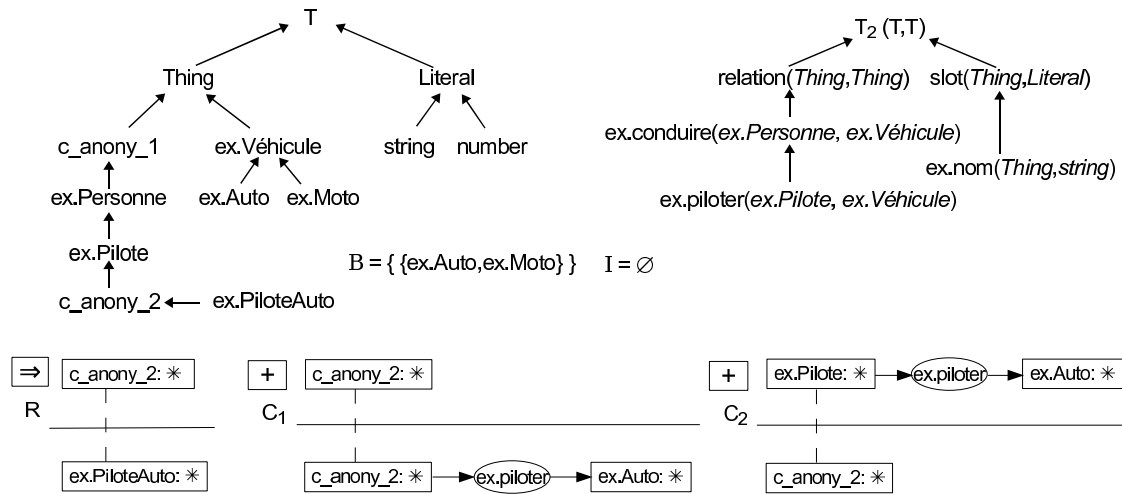 T T₂ (T,T)
Thing Literal relation(Thing,Thing) slot(Thing,Literal)
c_anony_1 ex.Véhicule string number ex.conduire(ex.Personne, ex.Véhicule)
ex.Personne ex.Auto ex.Moto ex.nom(Thing,string)
ex.piloter(ex.Pilote, ex.Véhicule)
ex.Pilote
B = { {ex.Auto,ex.Moto} } I = ∅
c_anony_2 ex.PiloteAuto
⇒ c_anony_2: ✳ + c_anony_2: ✳ + ex.Pilote: ✳ ex.piloter ex.Auto: ✳
R C₁ C₂
ex.PiloteAuto: ✳ c_anony_2: ✳ ex.piloter ex.Auto: ✳ c_anony_2: ✳